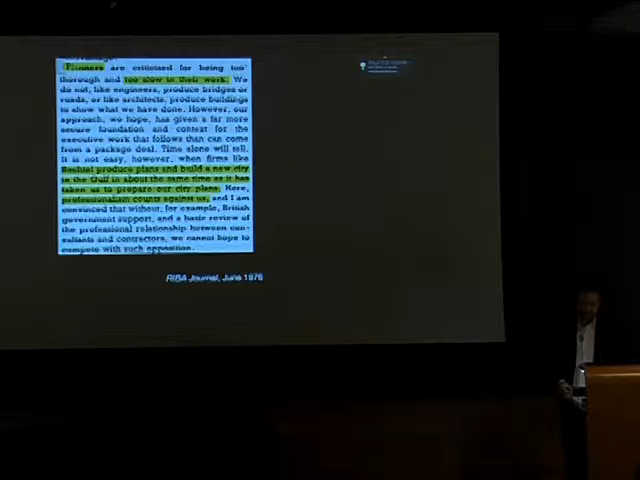 Planners are criticised for being too
thorough and too slow in their work. We
do not, like engineers, produce bridges or
roads, or like architects, produce buildings
to show what we have done. However, our
approach, we hope, has given a far more
secure foundation and context for the
executive work that follows than can come
from a package deal. Time alone will tell.
It is not easy, however, when firms like
Bechtel produce plans and build a new city
in the Gulf in about the same time as it has
taken us to prepare our city plans. Here,
professionalism counts against us, and I am
convinced that without, for example, British
government support, and a basic review of
the professional relationship between con-
sultants and contractors, we cannot hope to
compete with such opposition.
RIBA Journal, June 1976